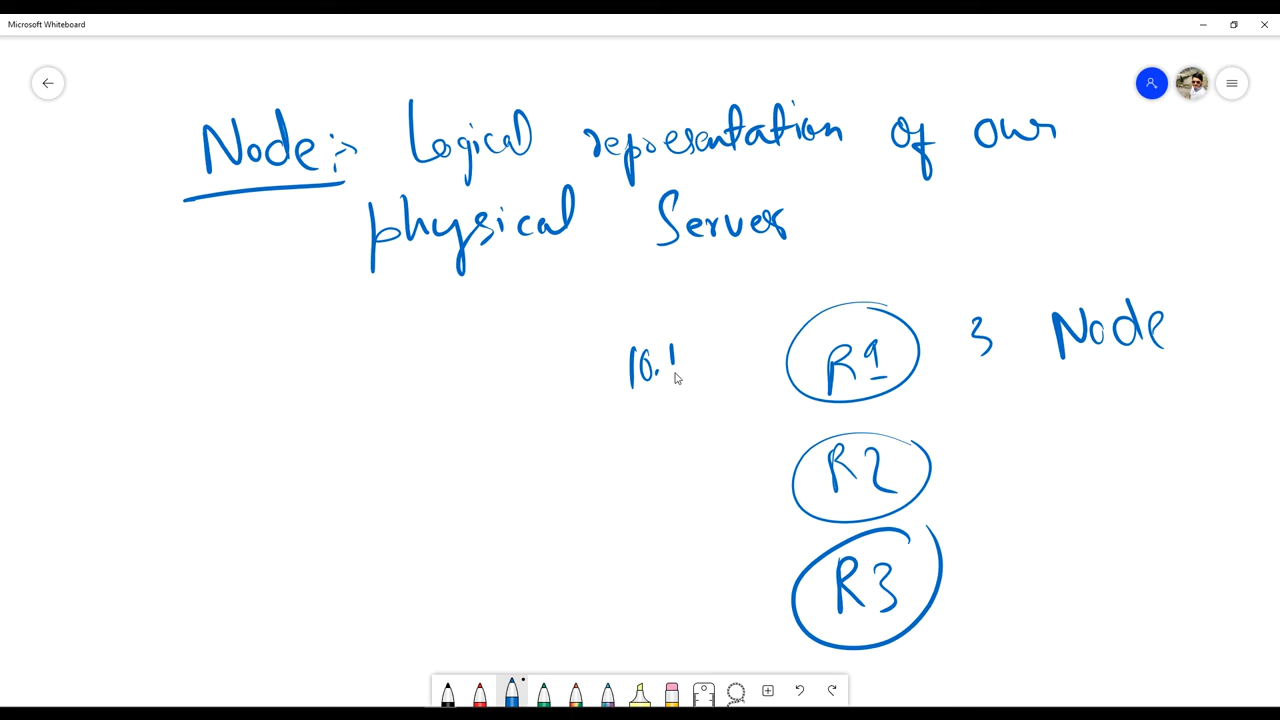 Microsoft Whiteboard
Node:- Logical representation of our
physical Server
10.1
R1
3 Node
R2
R3